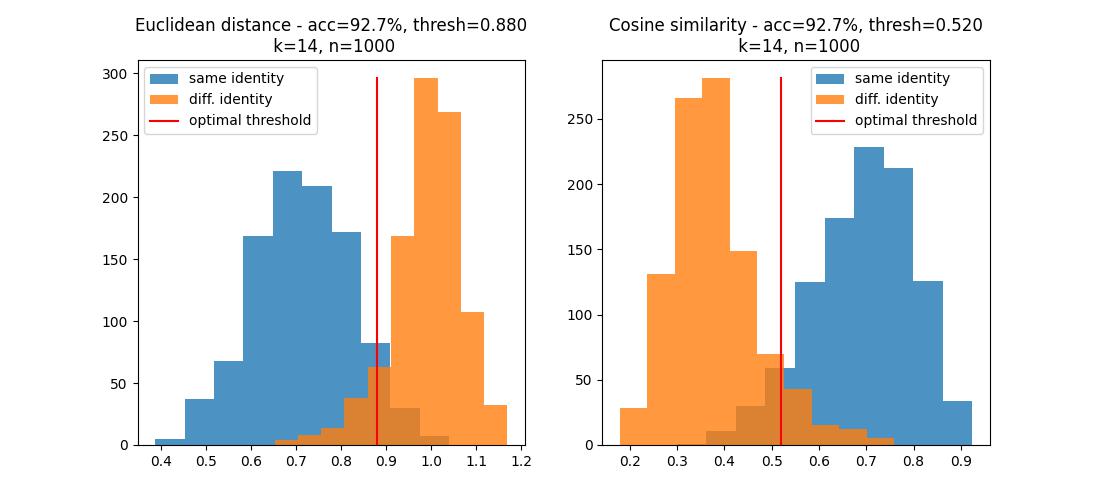 Euclidean distance - acc=92.7%, thresh=0.880
k=14, n=1000
same identity
diff. identity
optimal threshold
300
250
200
150
100
50
0
0.4 0.5 0.6 0.7 0.8 0.9 1.0 1.1 1.2
Cosine similarity - acc=92.7%, thresh=0.520
k=14, n=1000
same identity
diff. identity
optimal threshold
250
200
150
100
50
0
0.2 0.3 0.4 0.5 0.6 0.7 0.8 0.9